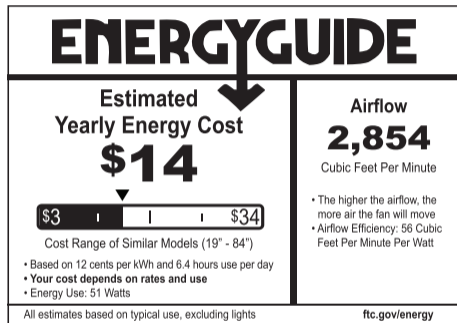 ENERGYGUIDE
Estimated
Yearly Energy Cost
$14
$3
$34
Cost Range of Similar Models (19" - 84")
• Based on 12 cents per kWh and 6.4 hours use per day
• Your cost depends on rates and use
• Energy Use: 51 Watts
Airflow
2,854
Cubic Feet Per Minute
• The higher the airflow, the
more air the fan will move
• Airflow Efficiency: 56 Cubic
Feet Per Minute Per Watt
All estimates based on typical use, excluding lights
ftc.gov/energy